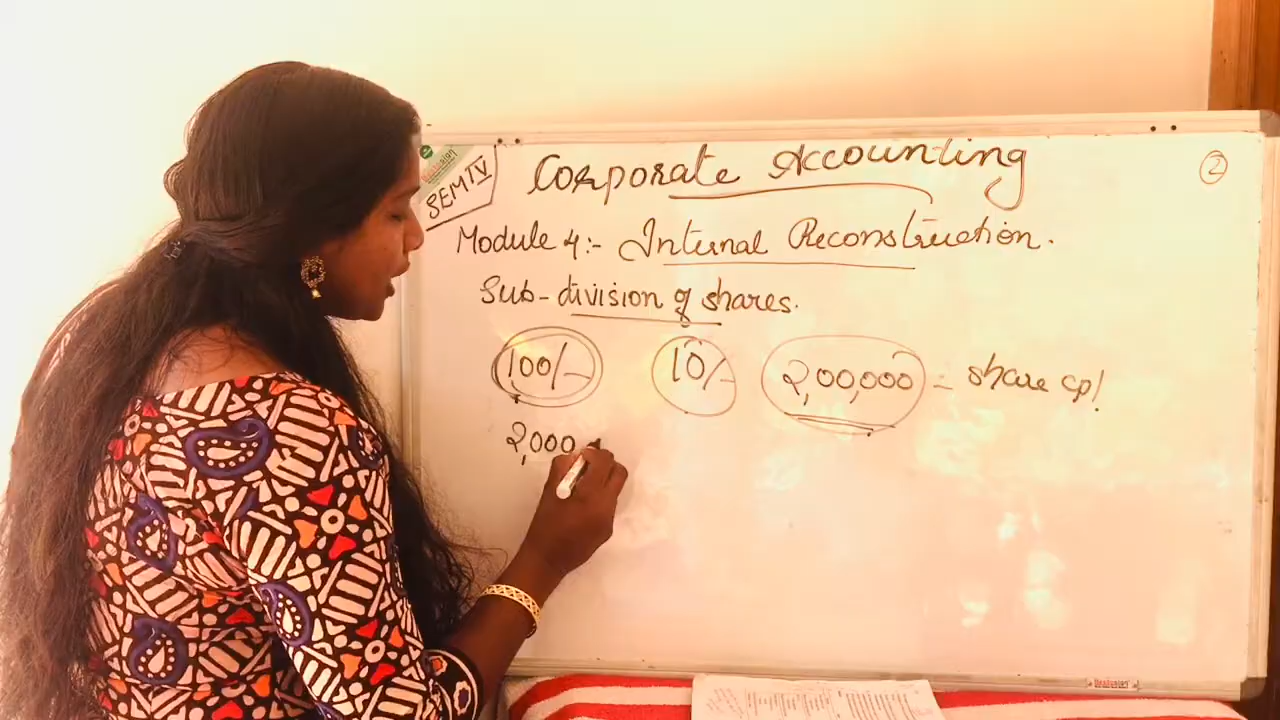 SEM IV
Corporate Accounting
2
Module 4:- Internal Reconstruction.
Sub-division of shares.
100/- 10/- 2,00,000 - share cp!
2,000